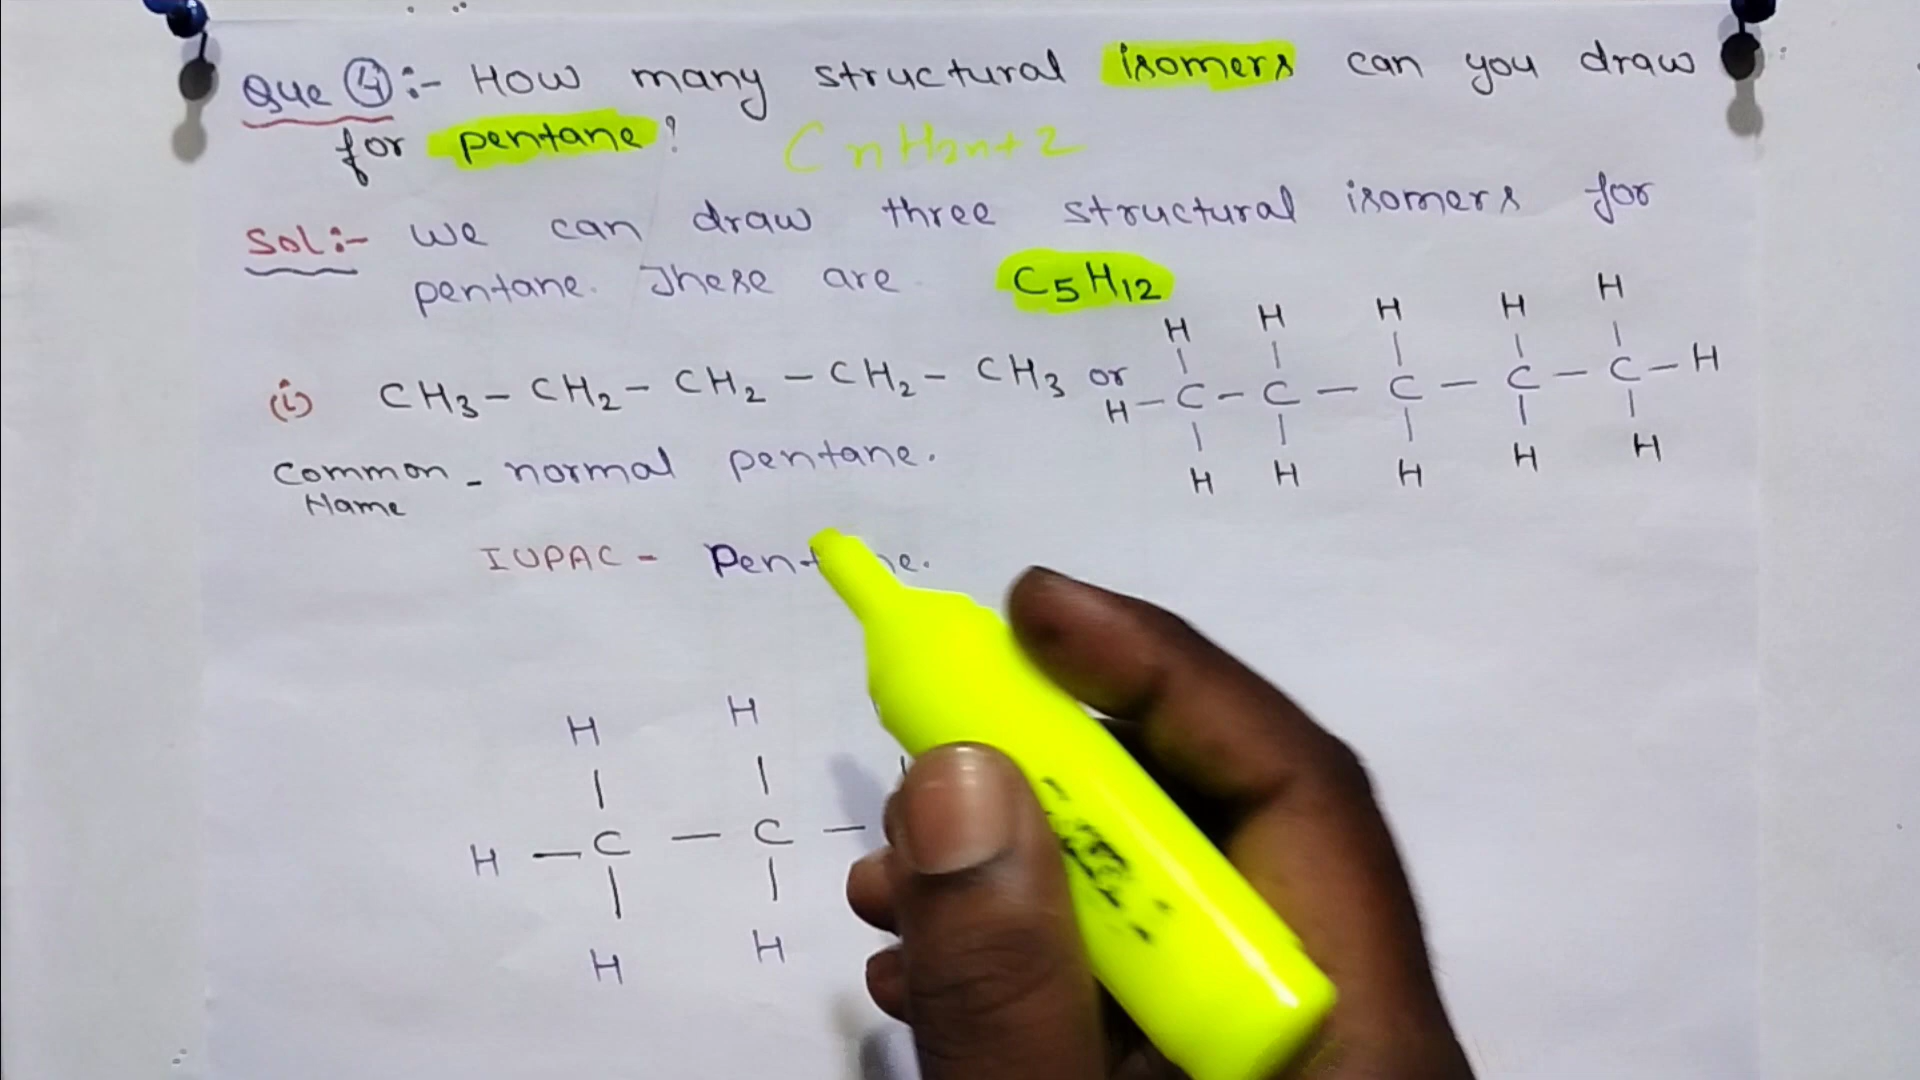 Que ④:- How many structural isomers can you draw
for pentane?
CnH2n+2
Sol:- We can draw three structural isomers for
pentane. These are C5H12
(i) CH3 - CH2 - CH2 - CH2 - CH3 or
H H H H H
H - C - C - C - C - C - H
H H H H H
Common Name - normal pentane.
IUPAC -
H H
H - C - C -
H H